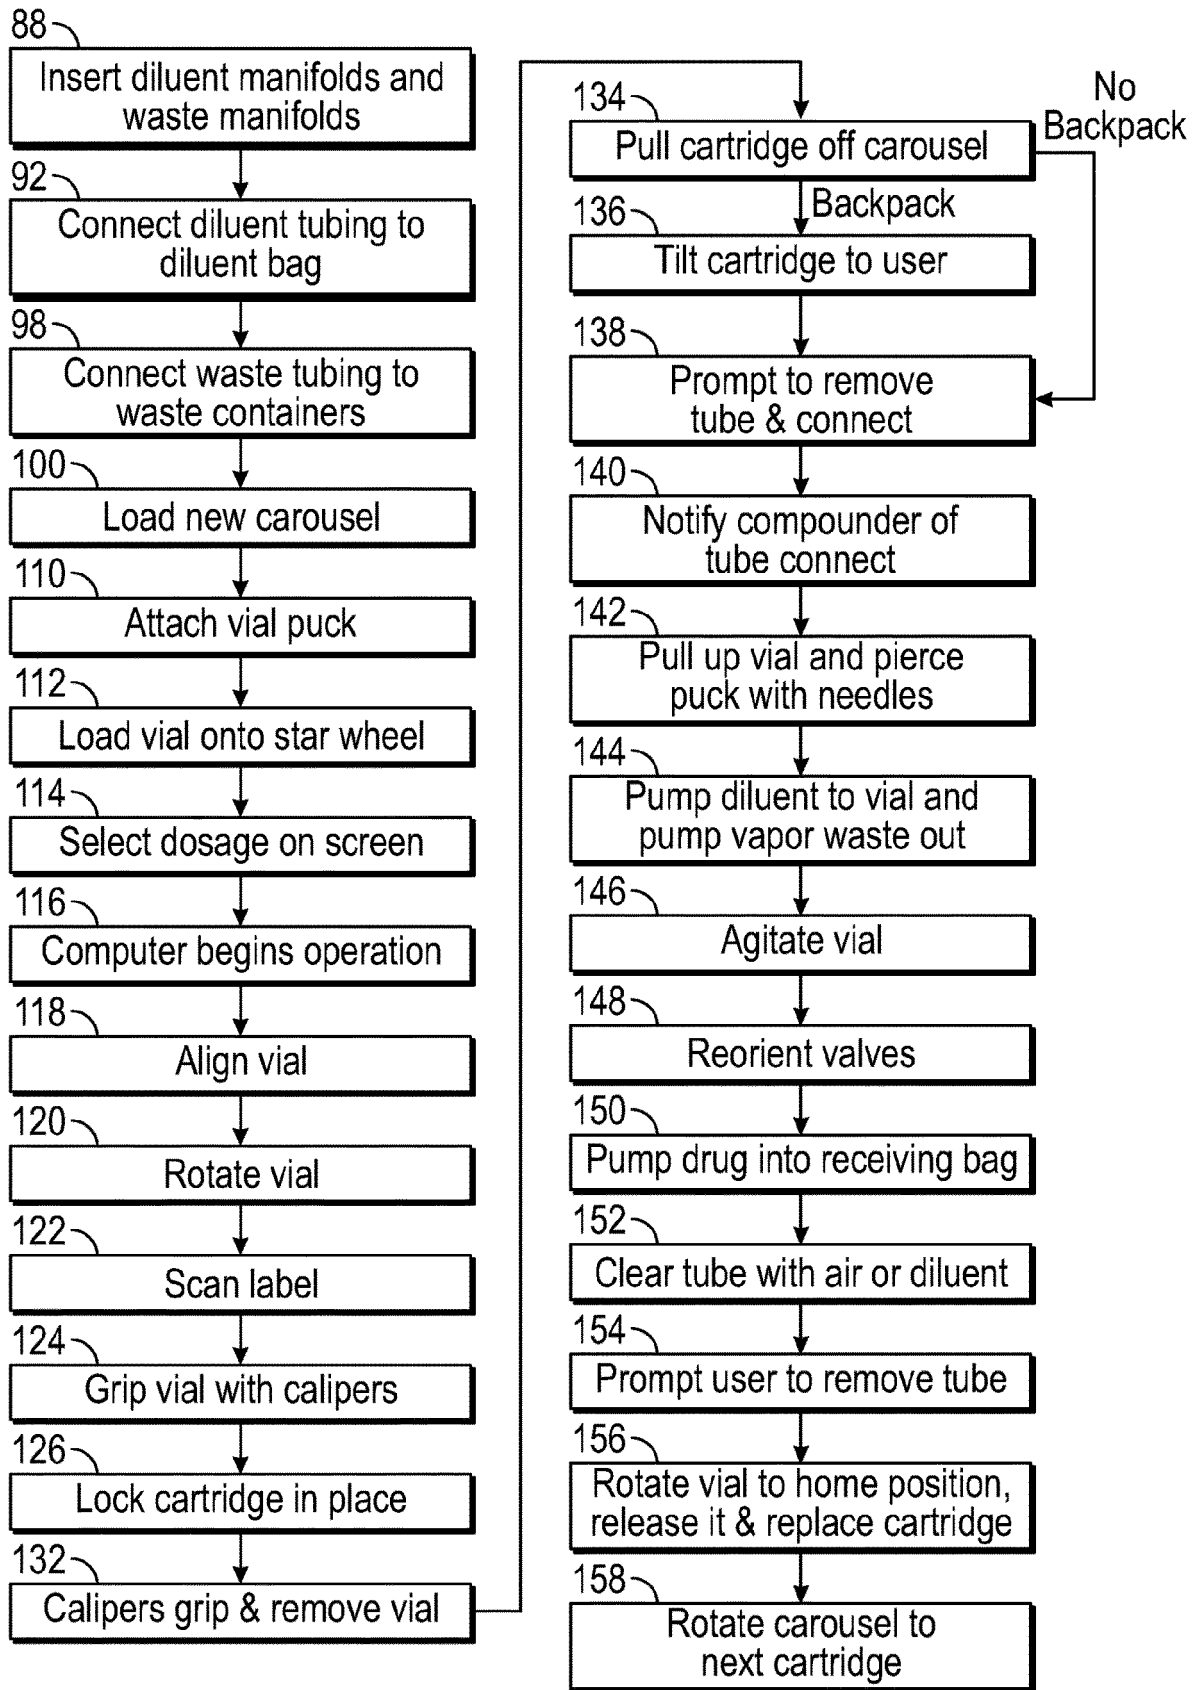 88
Insert diluent manifolds and
waste manifolds
92
Connect diluent tubing to
diluent bag
98
Connect waste tubing to
waste containers
100
Load new carousel
110
Attach vial puck
112
Load vial onto star wheel
114
Select dosage on screen
116
Computer begins operation
118
Align vial
120
Rotate vial
122
Scan label
124
Grip vial with calipers
126
Lock cartridge in place
132
Calipers grip & remove vial
134
Pull cartridge off carousel
No
Backpack
Backpack
136
Tilt cartridge to user
138
Prompt to remove
tube & connect
140
Notify compounder of
tube connect
142
Pull up vial and pierce
puck with needles
144
Pump diluent to vial and
pump vapor waste out
146
Agitate vial
148
Reorient valves
150
Pump drug into receiving bag
152
Clear tube with air or diluent
154
Prompt user to remove tube
156
Rotate vial to home position,
release it & replace cartridge
158
Rotate carousel to
next cartridge